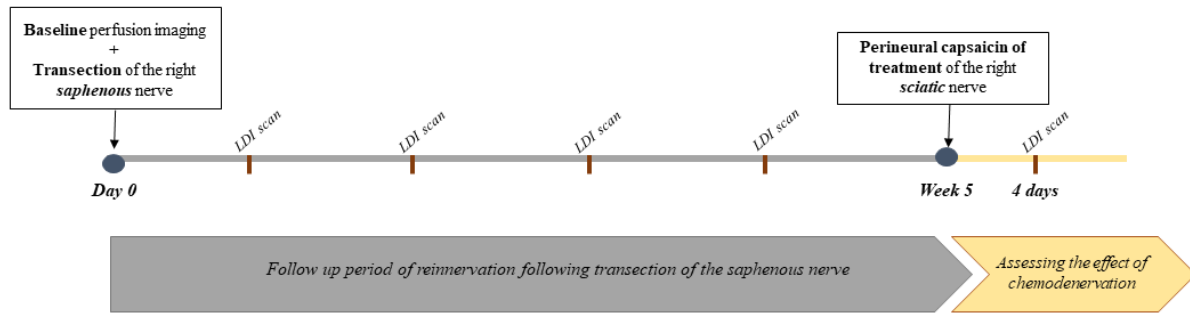 Baseline perfusion imaging
+
Transection of the right
saphenous nerve
Perineural capsaicin of
treatment of the right
sciatic nerve
LDI scan
LDI scan
LDI scan
LDI scan
LDI scan
Day 0
Week 5
4 days
Follow up period of reinnervation following transection of the saphenous nerve
Assessing the effect of
chemodenervation